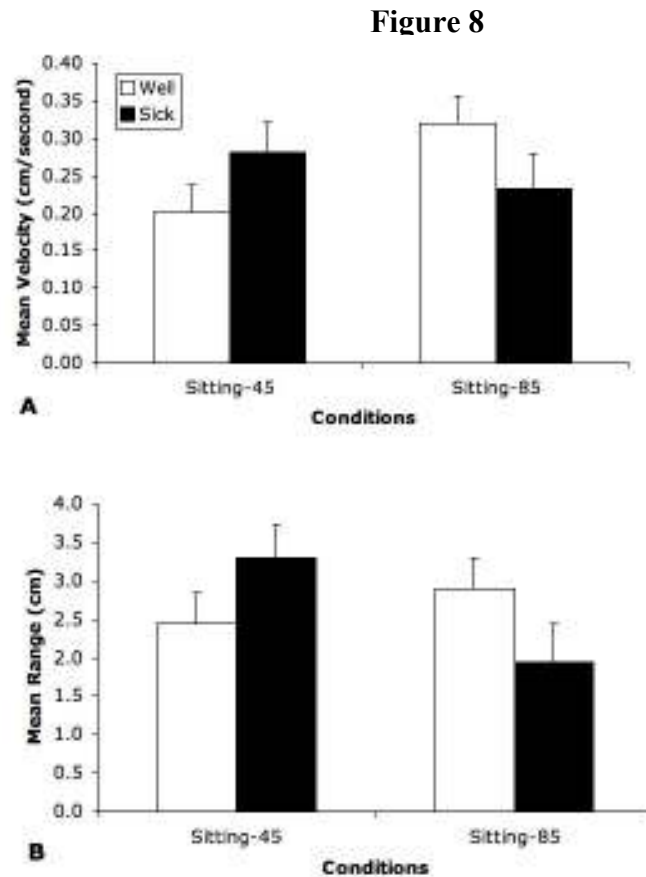 Figure 8
0.40
0.35
0.30
0.25
0.20
0.15
0.10
0.05
0.00
Mean Velocity (cm/second)
Well
Sick
Sitting-45
Sitting-85
A
Conditions
4.0
3.5
3.0
2.5
2.0
1.5
1.0
0.5
0.0
Mean Range (cm)
Sitting-45
Sitting-85
B
Conditions